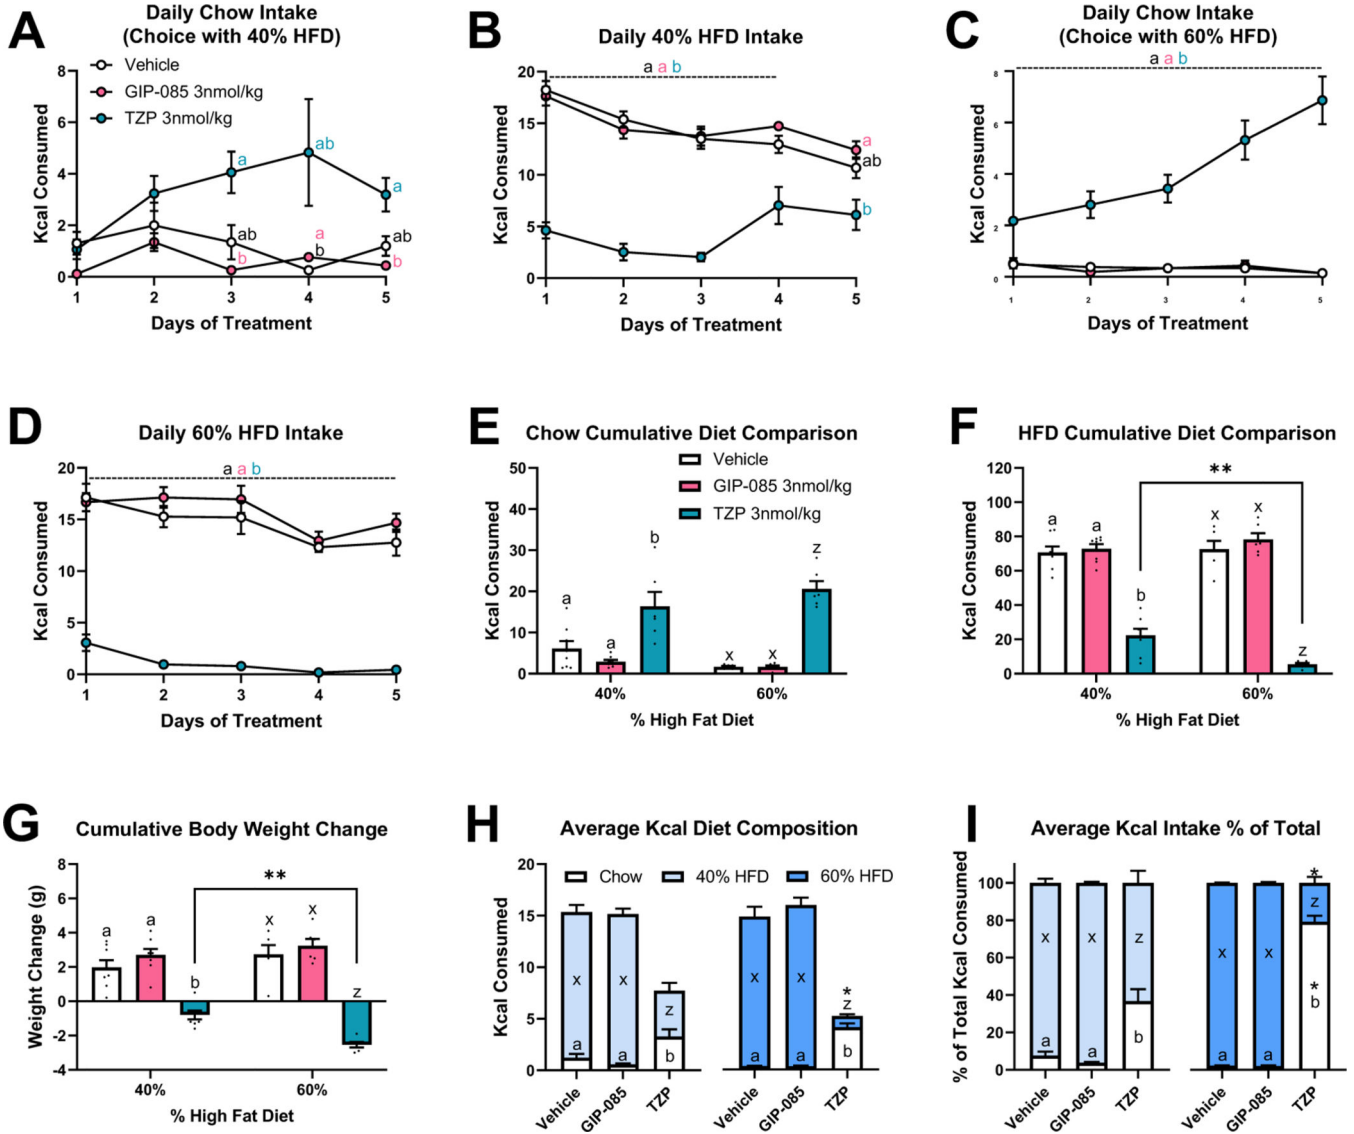 A
Daily Chow Intake
(Choice with 40% HFD)
Vehicle
GIP-085 3nmol/kg
TZP 3nmol/kg
Kcal Consumed
8
6
4
2
0
a
ab
a
ab
b
a
b
ab
b
1 2 3 4 5
Days of Treatment
B
Daily 40% HFD Intake
a a b
Kcal Consumed
20
15
10
5
0
a
ab
b
1 2 3 4 5
Days of Treatment
C
Daily Chow Intake
(Choice with 60% HFD)
a a b
Kcal Consumed
8
6
4
2
0
1 2 3 4 5
Days of Treatment
D
Daily 60% HFD Intake
a a b
Kcal Consumed
20
15
10
5
0
1 2 3 4 5
Days of Treatment
E
Chow Cumulative Diet Comparison
Vehicle
GIP-085 3nmol/kg
TZP 3nmol/kg
Kcal Consumed
50
40
30
20
10
0
a a b x x z
40% 60%
% High Fat Diet
F
HFD Cumulative Diet Comparison
**
Kcal Consumed
120
100
80
60
40
20
0
a a b x x z
40% 60%
% High Fat Diet
G
Cumulative Body Weight Change
**
Weight Change (g)
8
6
4
2
0
-2
-4
a a b x x z
40% 60%
% High Fat Diet
H
Average Kcal Diet Composition
Chow 40% HFD 60% HFD
Kcal Consumed
20
15
10
5
0
x x z x x * z
a a b a a b
Vehicle GIP-085 TZP Vehicle GIP-085 TZP
I
Average Kcal Intake % of Total
% of Total Kcal Consumed
100
80
60
40
20
0
x x z x x * z
a a b a a * b
Vehicle GIP-085 TZP Vehicle GIP-085 TZP